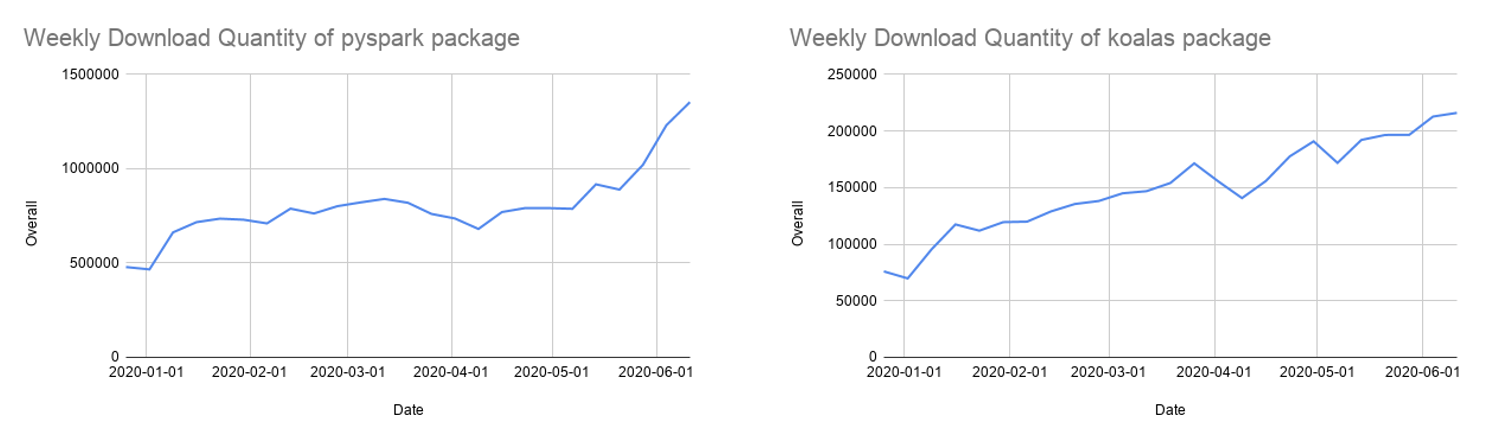 Weekly Download Quantity of pyspark package
1500000
1000000
500000
0
Overall
2020-01-01 2020-02-01 2020-03-01 2020-04-01 2020-05-01 2020-06-01
Date
Weekly Download Quantity of koalas package
250000
200000
150000
100000
50000
0
Overall
2020-01-01 2020-02-01 2020-03-01 2020-04-01 2020-05-01 2020-06-01
Date